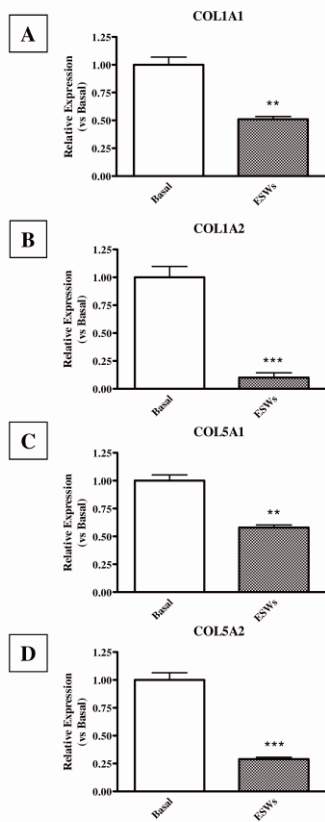 A
COL1A1
Relative Expression
(vs Basal)
1.25
1.00
0.75
0.50
0.25
0.00
**
Basal
ESWs
B
COL1A2
Relative Expression
(vs Basal)
1.25
1.00
0.75
0.50
0.25
0.00
***
Basal
ESWs
C
COL5A1
Relative Expression
(vs Basal)
1.25
1.00
0.75
0.50
0.25
0.00
**
Basal
ESWs
D
COL5A2
Relative Expression
(vs Basal)
1.25
1.00
0.75
0.50
0.25
0.00
***
Basal
ESWs